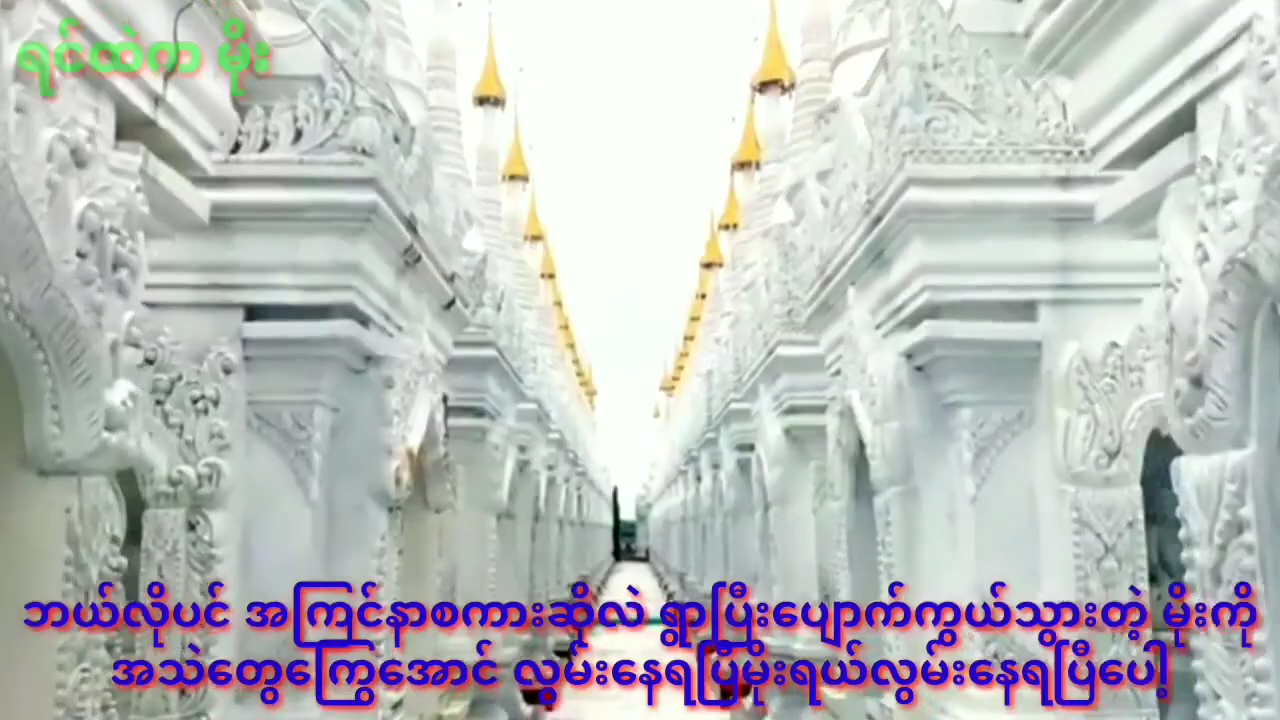 ရင်ထဲက မိုး
ဘယ်လိုပင် အကြင်နာစကားဆိုလဲ ရွာပြီးပျောက်ကွယ်သွားတဲ့ မိုးကို
အသဲတွေကြွေအောင် လွမ်းနေရပြီမိုးရယ်လွမ်းနေရပြီပေါ့